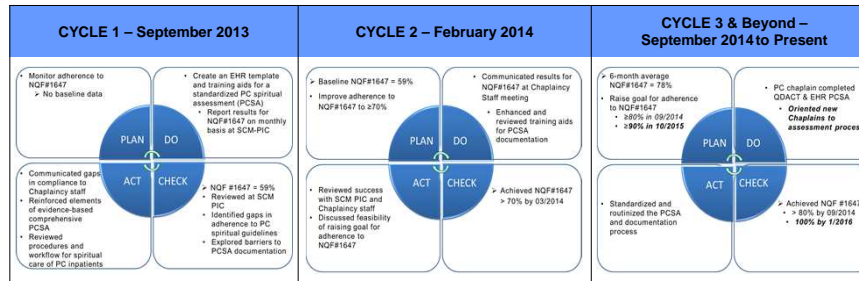 CYCLE 1 – September 2013
Monitor adherence to
NQF#1647
No baseline data
Create an EHR template
and training aids for a
standardized PC spiritual
assessment (PCSA)
Report results for
NQF#1647 on monthly
basis at SCM-PIC
PLAN
DO
ACT
CHECK
Communicated gaps
in compliance to
Chaplaincy staff
Reinforced elements
of evidence-based
comprehensive
PCSA
Reviewed
procedures and
workflow for spiritual
care of PC inpatients
NQF #1647 = 59%
Reviewed at SCM
PIC
Identified gaps in
adherence to PC
spiritual guidelines
Explored barriers to
PCSA documentation
CYCLE 2 – February 2014
Baseline NQF#1647 = 59%
Improve adherence to
NQF#1647 to ≥70%
Communicated results for
NQF#1647 at Chaplaincy
Staff meeting
Enhanced and
reviewed training aids
for PCSA
documentation
PLAN
DO
ACT
CHECK
Reviewed success
with SCM PIC and
Chaplaincy staff
Discussed feasibility
of raising goal for
adherence to
NQF#1647
Achieved NQF#1647
> 70% by 03/2014
CYCLE 3 & Beyond –
September 2014 to Present
6-month average
NQF#1647 = 78%
Raise goal for adherence
to NQF#1647
≥80% in 09/2014
≥90% in 10/2015
PC chaplain completed
QDACT & EHR PCSA
Oriented new
Chaplains to
assessment process
PLAN
DO
ACT
CHECK
Standardized and
routinized the PCSA
and documentation
process
Achieved NQF #1647
> 80% by 09/2014
100% by 1/2016